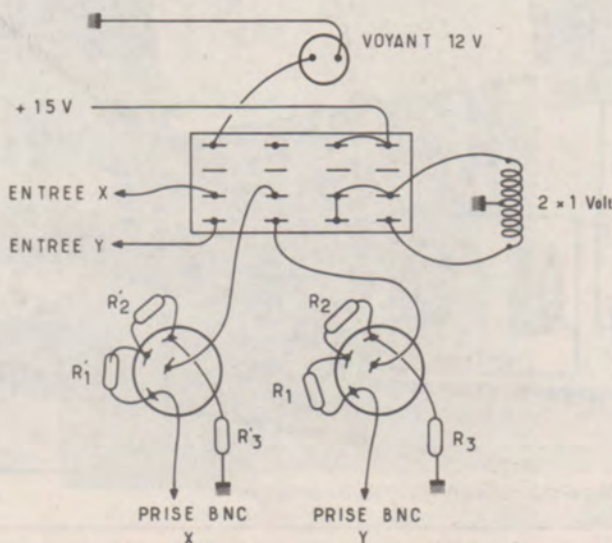 VOYANT 12 V
+ 15 V
ENTREE X
2 × 1 Volt
ENTREE Y
R'2
R2
R'1
R1
R'3
R3
PRISE BNC
X
PRISE BNC
Y